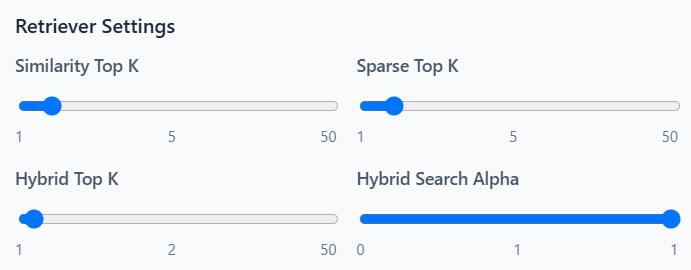 Retriever Settings
Similarity Top K
Sparse Top K
1 5 50
1 5 50
Hybrid Top K
Hybrid Search Alpha
1 2 50
0 1 1